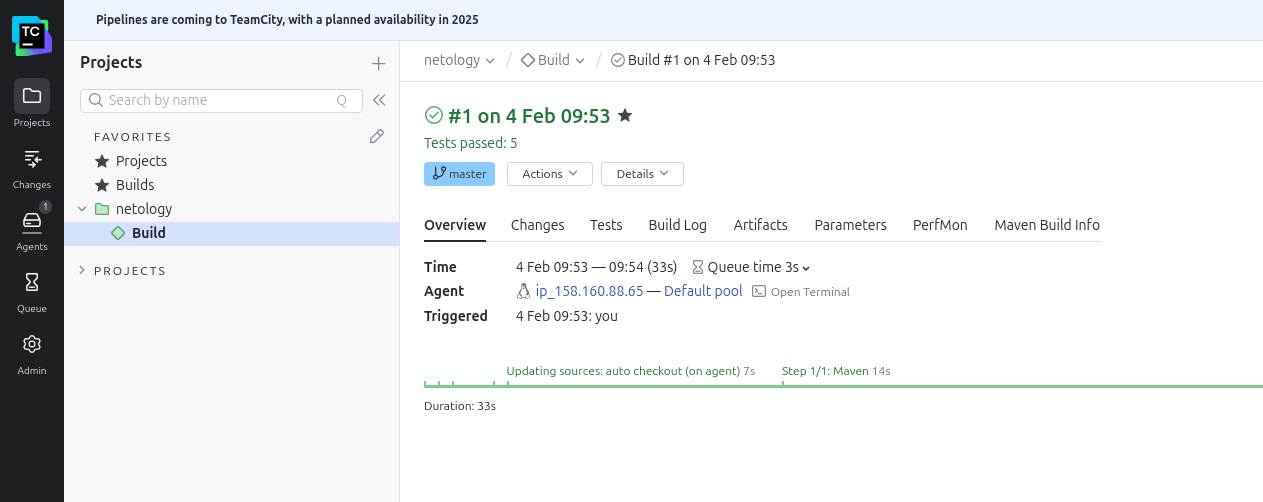 Pipelines are coming to TeamCity, with a planned availability in 2025
TC
Projects
Changes
1
Agents
Queue
Admin
Projects
Search by name
Q
FAVORITES
Projects
Builds
netology
Build
PROJECTS
netology / Build / Build #1 on 4 Feb 09:53
#1 on 4 Feb 09:53
Tests passed: 5
master Actions Details
Overview Changes Tests Build Log Artifacts Parameters PerfMon Maven Build Info
Time 4 Feb 09:53 — 09:54 (33s) Queue time 3s
Agent ip_158.160.88.65 — Default pool Open Terminal
Triggered 4 Feb 09:53: you
Updating sources: auto checkout (on agent) 7s Step 1/1: Maven 14s
Duration: 33s